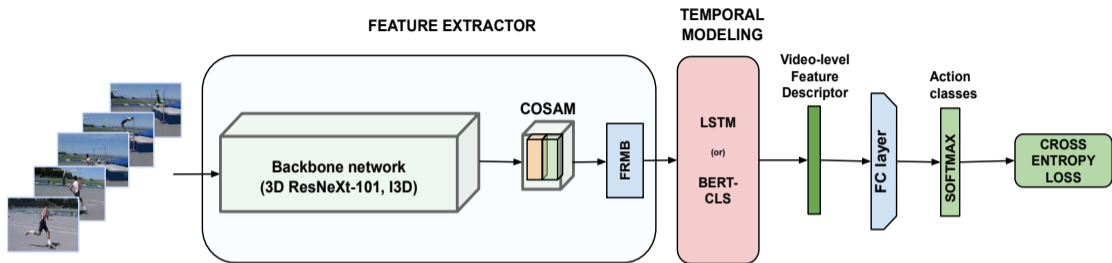 FEATURE EXTRACTOR
TEMPORAL
MODELING
COSAM
Backbone network
(3D ResNeXt-101, I3D)
FRMB
LSTM
(or)
BERT-
CLS
Video-level
Feature
Descriptor
FC layer
Action
classes
SOFTMAX
CROSS
ENTROPY
LOSS